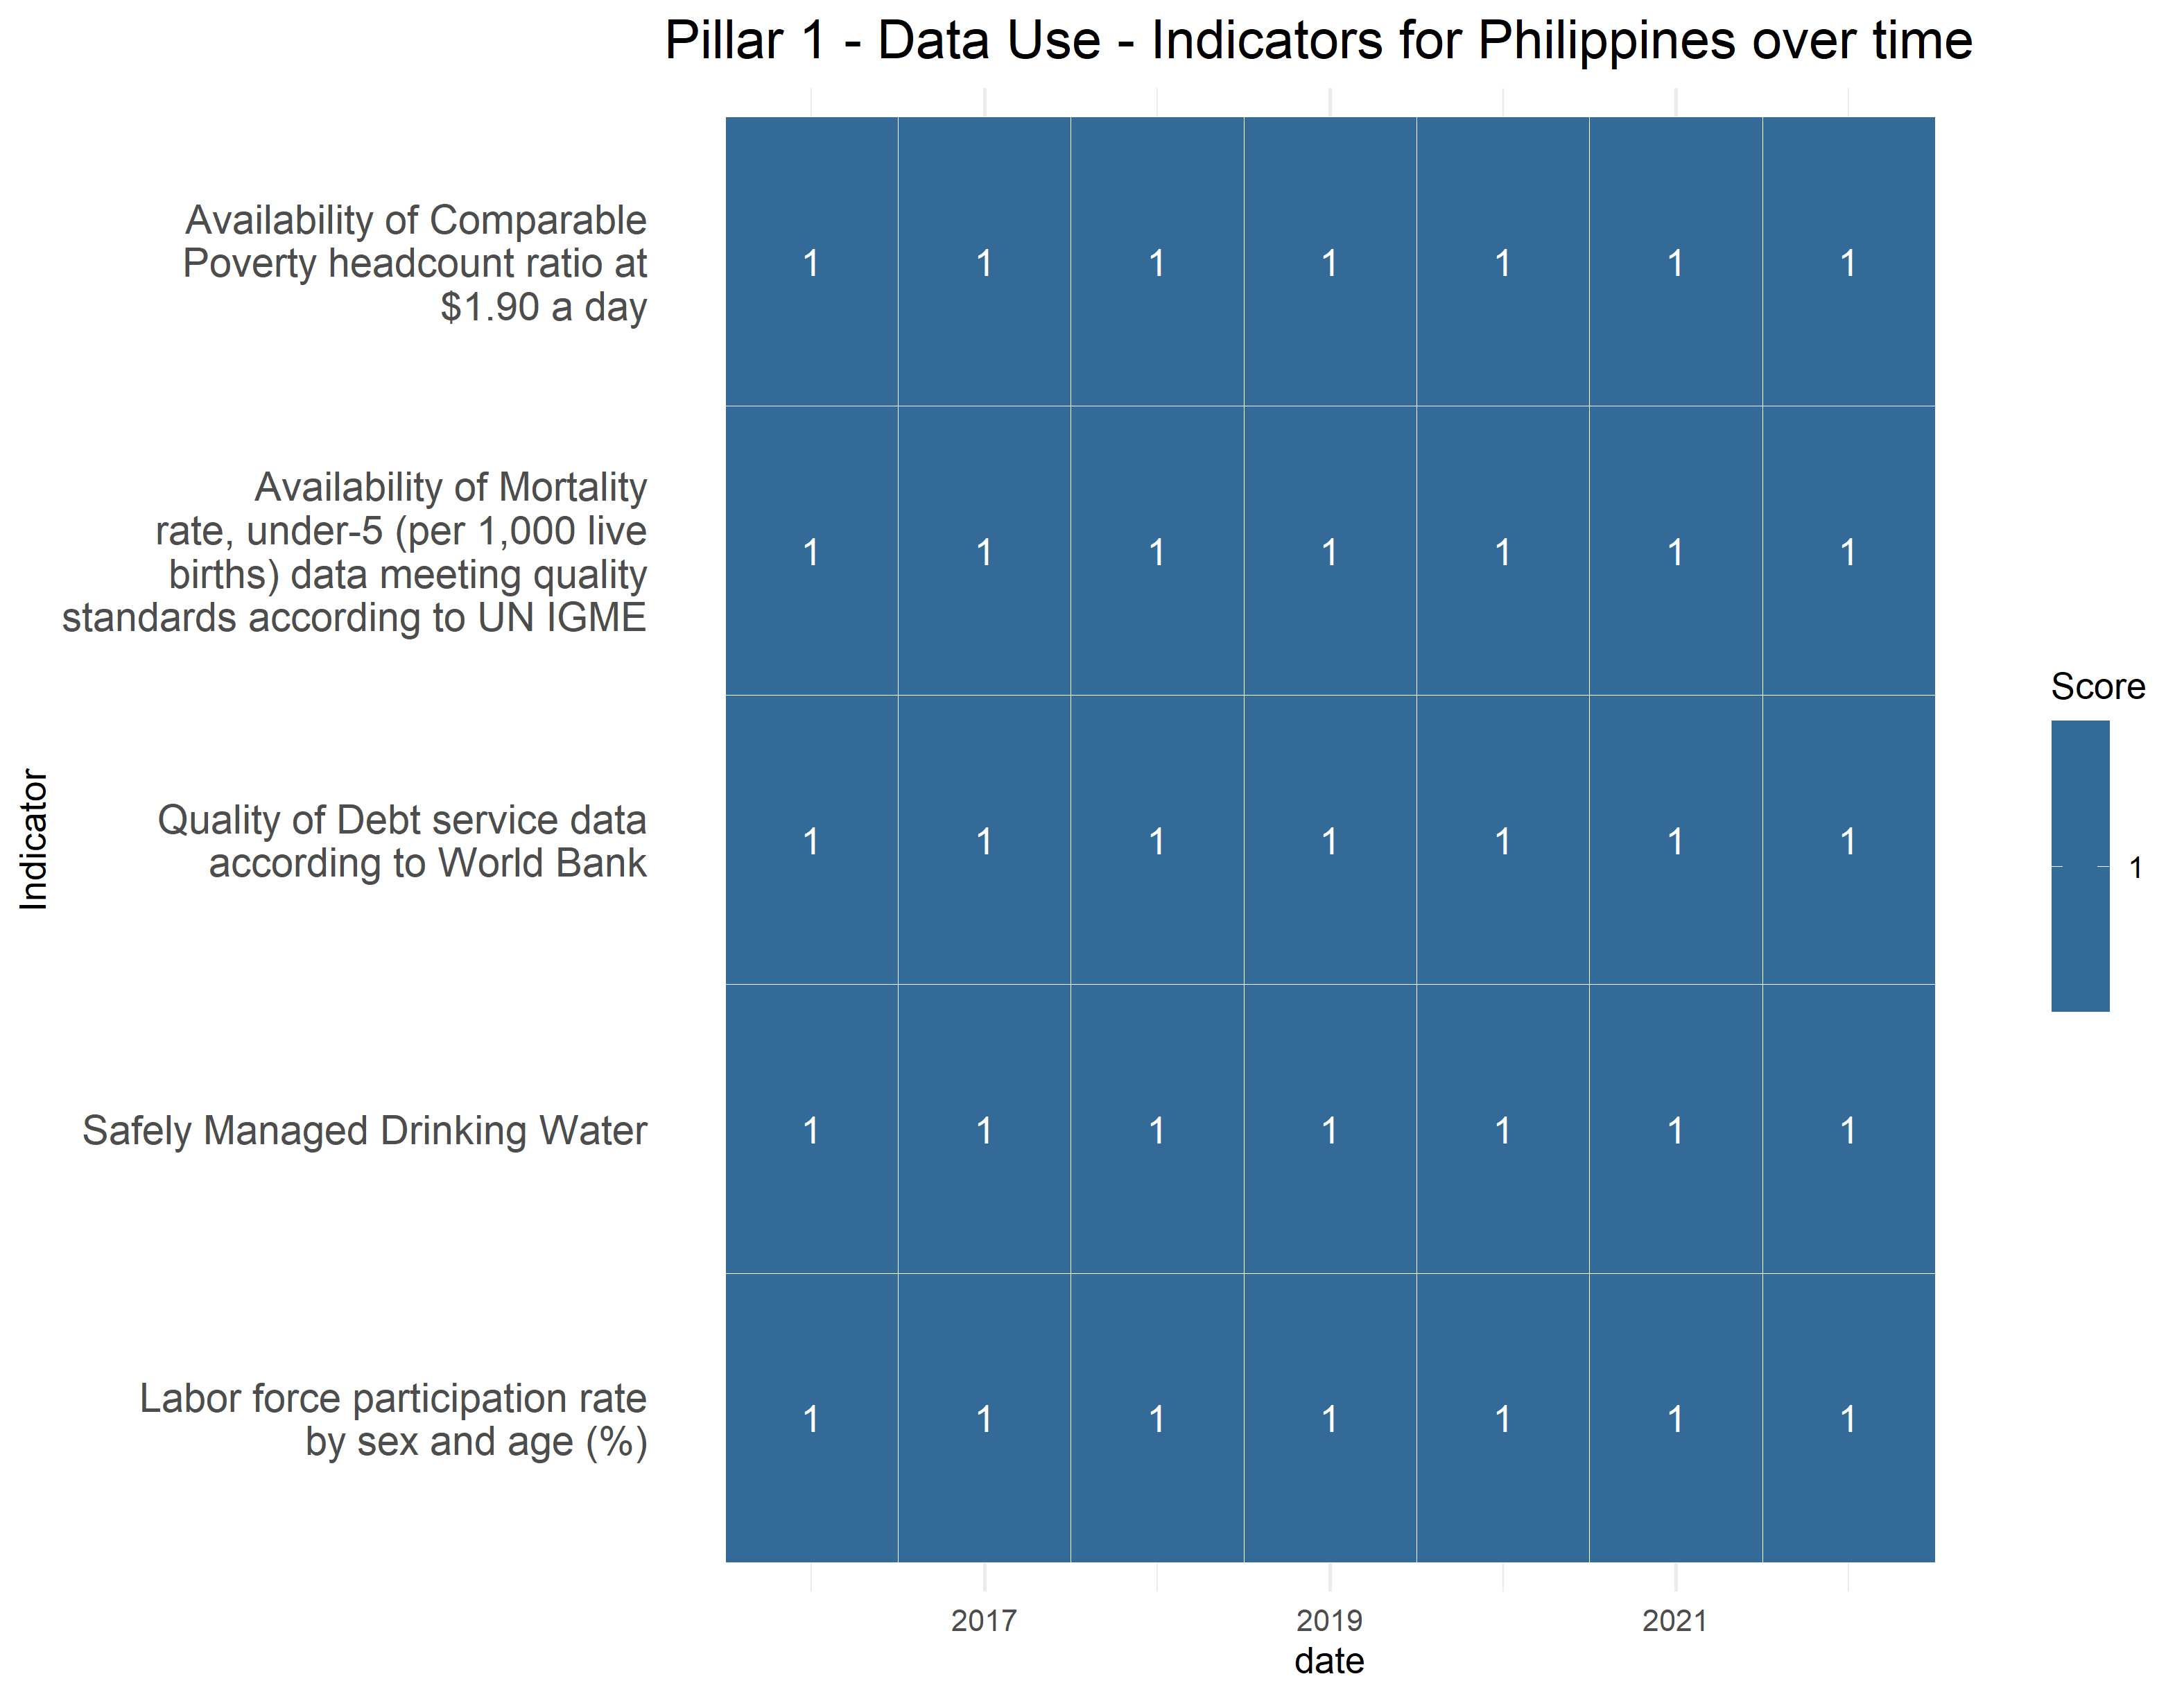 Pillar 1 - Data Use - Indicators for Philippines over time
Indicator
Availability of Comparable
Poverty headcount ratio at
$1.90 a day
1 1 1 1 1 1 1
Availability of Mortality
rate, under-5 (per 1,000 live
births) data meeting quality
standards according to UN IGME
1 1 1 1 1 1 1
Quality of Debt service data
according to World Bank
1 1 1 1 1 1 1
Safely Managed Drinking Water
1 1 1 1 1 1 1
Labor force participation rate
by sex and age (%)
1 1 1 1 1 1 1
2017 2019 2021
date
Score
1